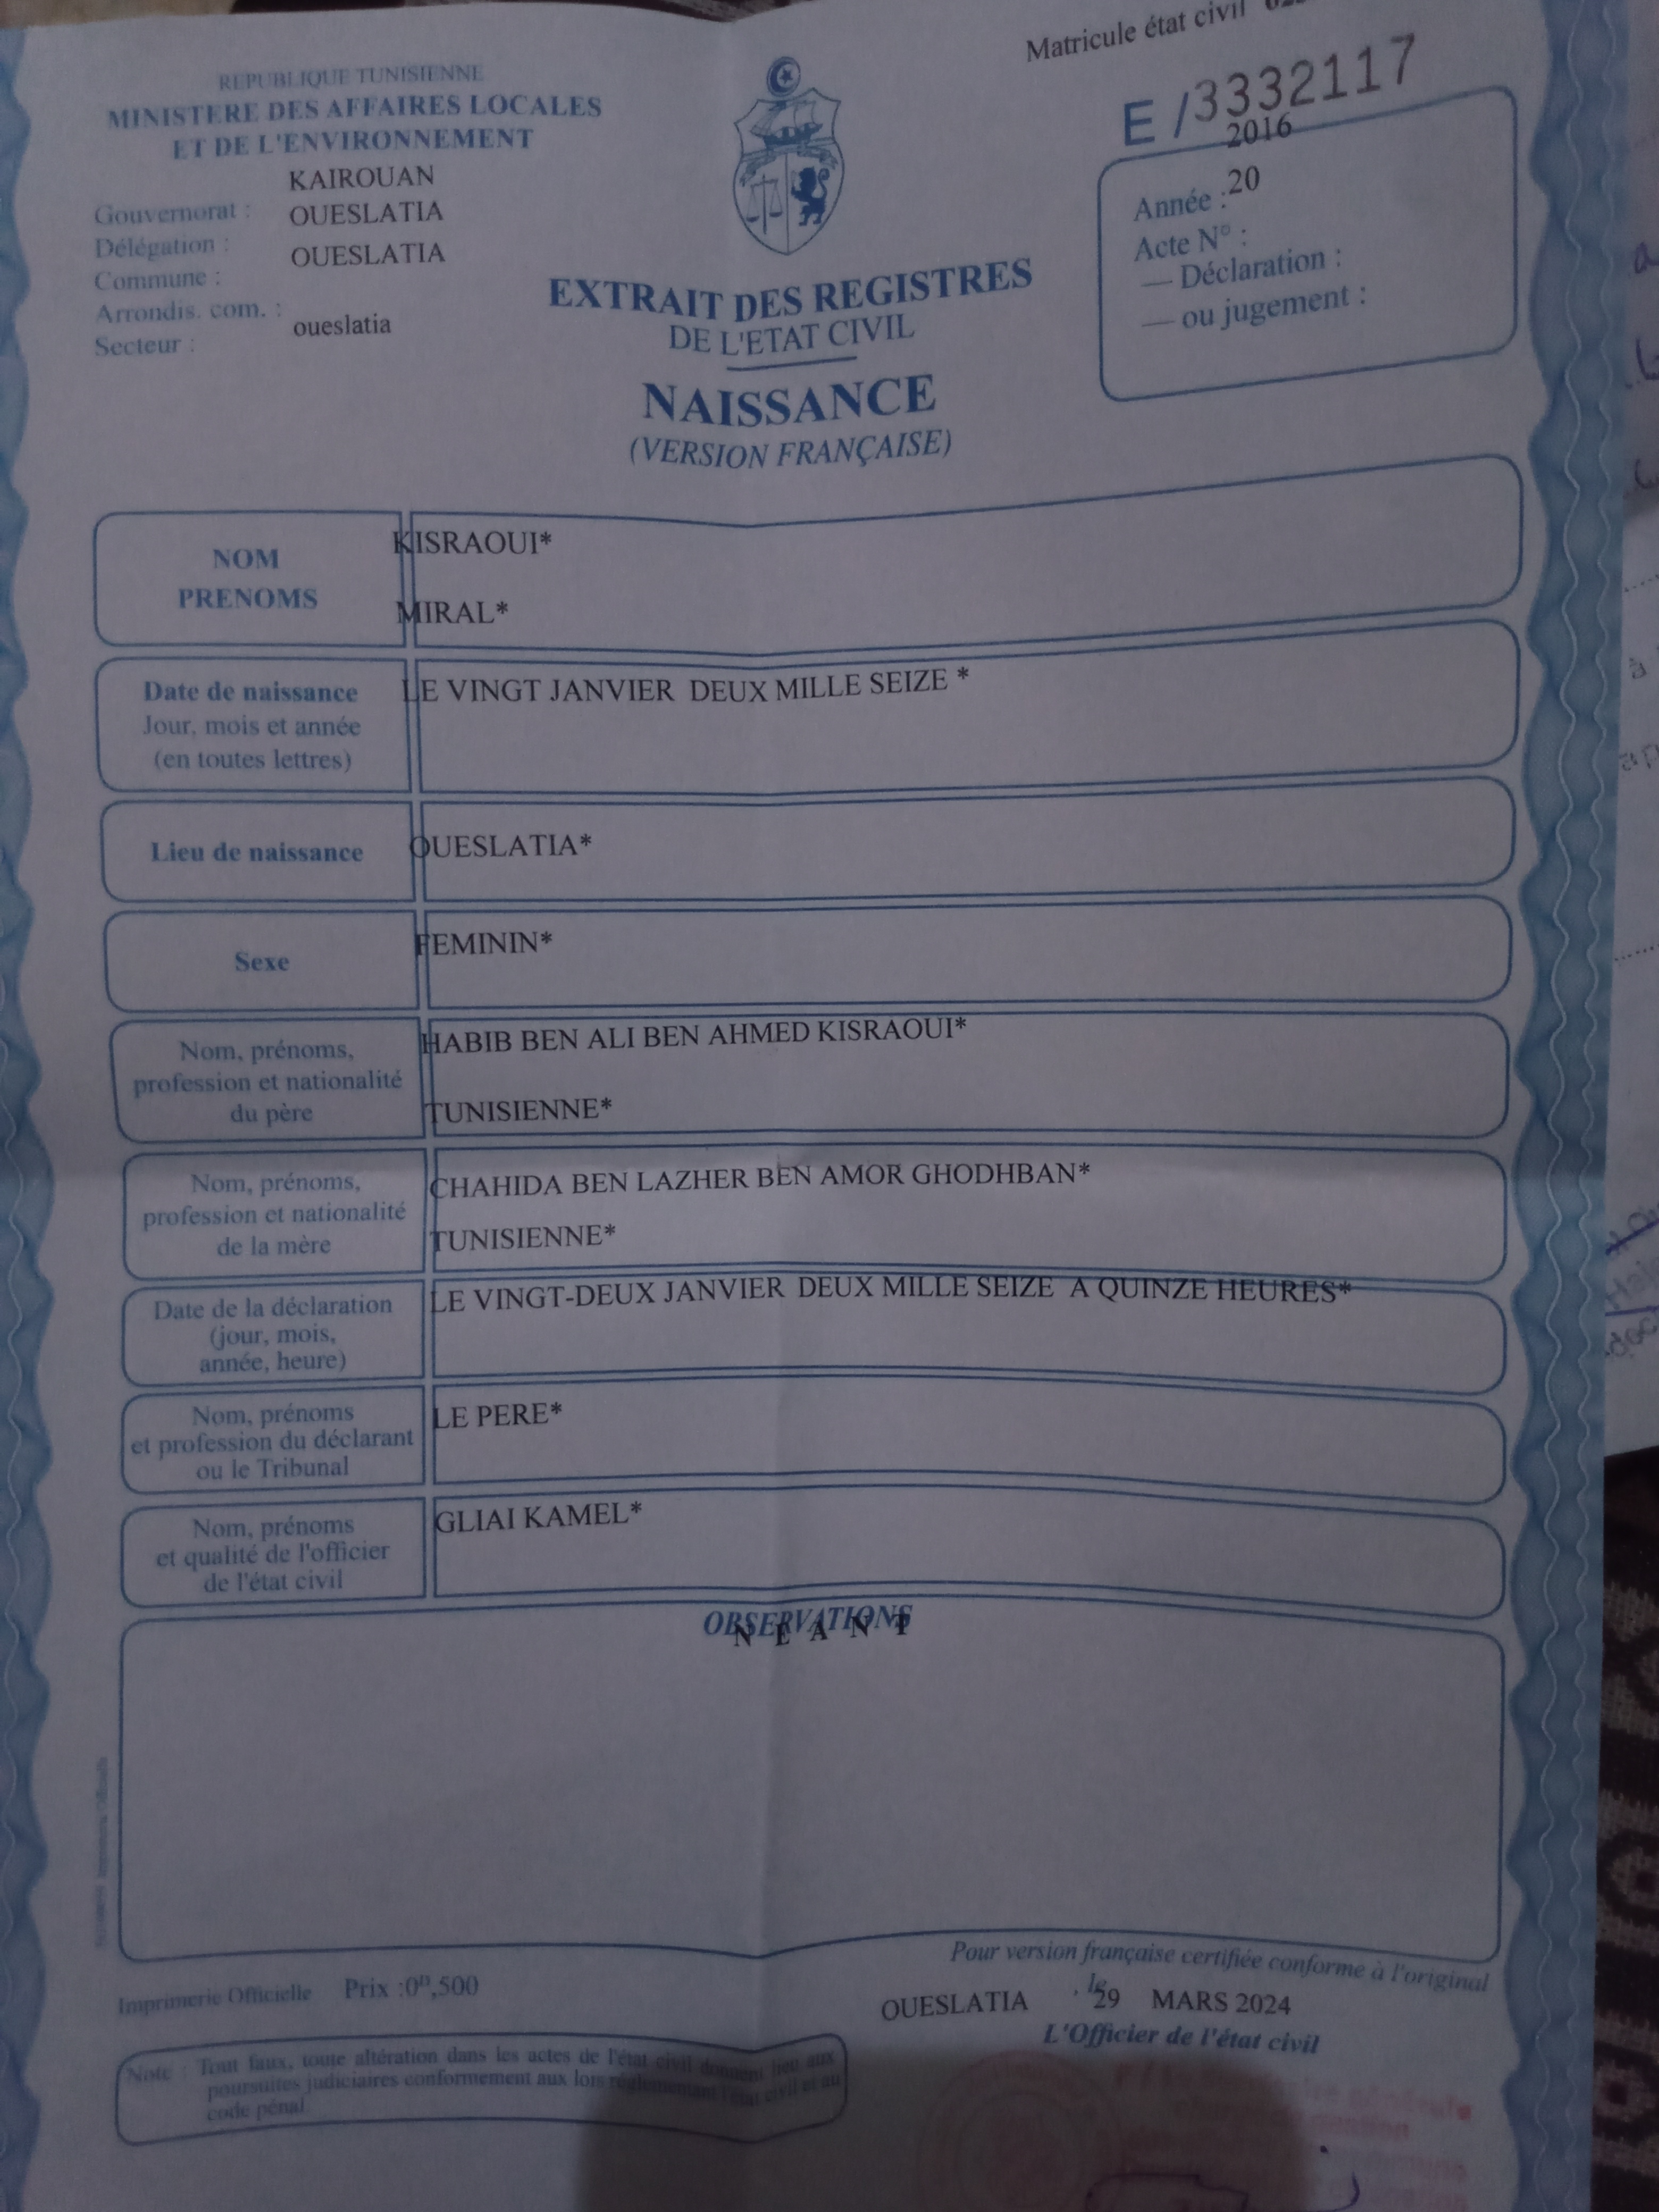 Matricule état civil
REPUBLIQUE TUNISIENNE
MINISTERE DES AFFAIRES LOCALES
ET DE L'ENVIRONNEMENT
KAIROUAN
Gouvernorat : OUESLATIA
Délégation :
Commune : OUESLATIA
Arrondis. com. :
Secteur : oueslatia
E /3332117
2016
Année : 20
Acte N° :
— Déclaration :
— ou jugement :
EXTRAIT DES REGISTRES
DE L'ETAT CIVIL
NAISSANCE
(VERSION FRANÇAISE)
NOM
PRENOMS
KISRAOUI*
MIRAL*
Date de naissance
Jour, mois et année
(en toutes lettres)
LE VINGT JANVIER DEUX MILLE SEIZE *
Lieu de naissance
OUESLATIA*
Sexe
FEMININ*
Nom, prénoms,
profession et nationalité
du père
HABIB BEN ALI BEN AHMED KISRAOUI*
TUNISIENNE*
Nom, prénoms,
profession et nationalité
de la mère
CHAHIDA BEN LAZHER BEN AMOR GHODHBAN*
TUNISIENNE*
Date de la déclaration
(jour, mois,
année, heure)
LE VINGT-DEUX JANVIER DEUX MILLE SEIZE A QUINZE HEURES*
Nom, prénoms
et profession du déclarant
ou le Tribunal
LE PERE*
Nom, prénoms
et qualité de l'officier
de l'état civil
GLIAI KAMEL*
OBSERVATIONS
N E A N T
Pour version française certifiée conforme à l'original
Imprimerie Officielle Prix :0ᴰ,500
OUESLATIA , le 29 MARS 2024
L'Officier de l'état civil
Note : Tout faux, toute altération dans les actes de l'état civil donnent lieu aux
poursuites judiciaires conformement aux lois réglementant l'état civil et au
code pénal